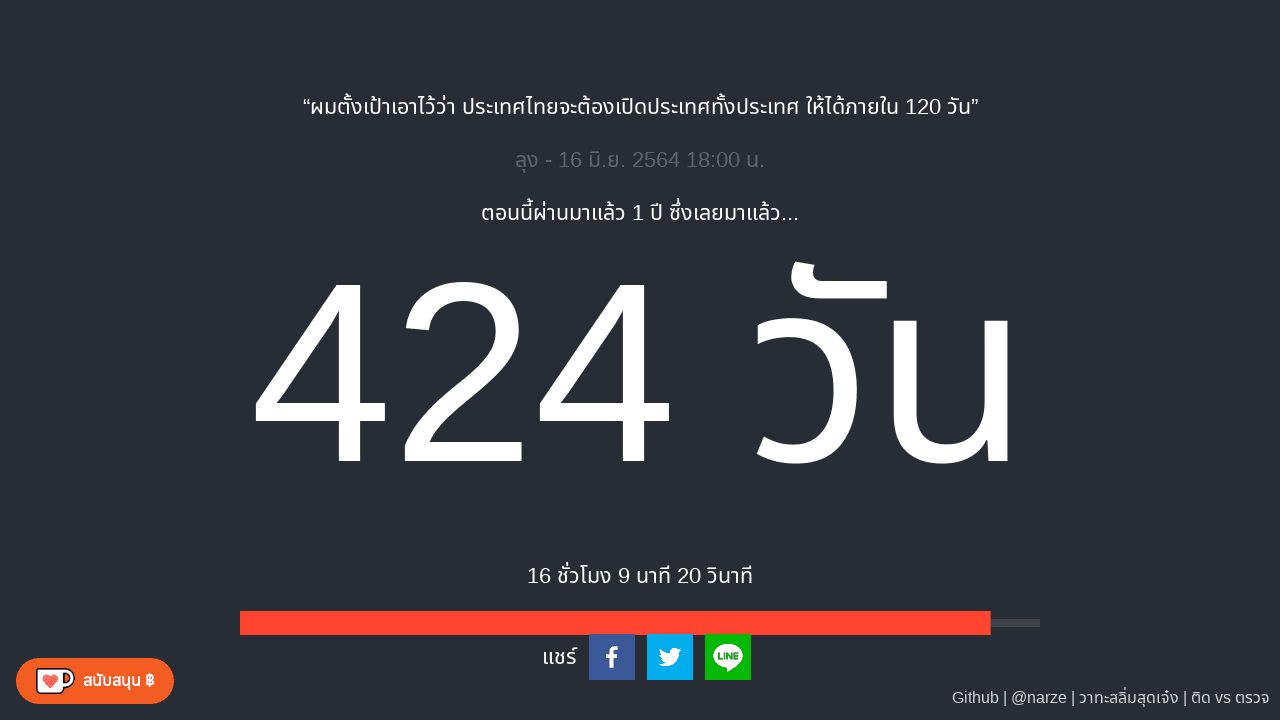 “ผมตั้งเป้าเอาไว้ว่า ประเทศไทยจะต้องเปิดประเทศทั้งประเทศ ให้ได้ภายใน 120 วัน”
ลุง - 16 มิ.ย. 2564 18:00 น.
ตอนนี้ผ่านมาแล้ว 1 ปี ซึ่งเลยมาแล้ว...
424 วัน
16 ชั่วโมง 9 นาที 20 วินาที
แชร์
LINE
สนับสนุน ฿
Github | @narze | วาทะสลิ่มสุดเจ๋ง | ติด vs ตรวจ